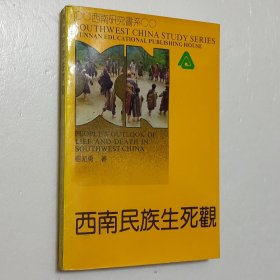 西南研究書系
SOUTHWEST CHINA STUDY SERIES
YUNNAN EDUCATIONAL PUBLISHING HOUSE
PEOPLE'S OUTLOOK OF
LIFE AND DEATH IN
SOUTHWEST CHINA
著
西南民族生死觀